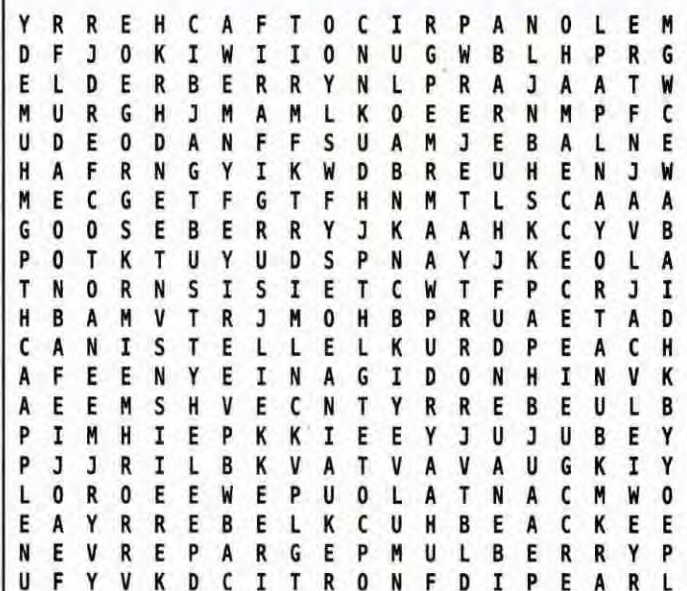 Y R R E H C A F T O C I R P A N O L E M
D F J O K I W I I O N U G W B L H P R G
E L D E R B E R R Y N L P R A J A A T W
M U R G H J M A M L K O E E R N M P F C
U D E O D A N F F S U A M J E B A L N E
H A F R N G Y I K W D B R E U H E N J W
M E C G E T F G T F H N M T L S C A A A
G O O S E B E R R Y J K A A H K C Y V B
P O T K T U Y U D S P N A Y J K E O L A
T N O R N S I S I E T C W T F P C R J I
H B A M V T R J M O H B P R U A E T A D
C A N I S T E L L E L K U R D P E A C H
A F E E N Y E I N A G I D O N H I N V K
A E E M S H V E C N T Y R R E B E U L B
P I M H I E P K K I E E Y J U J U B E Y
P J J R I L B K V A T V A V A U G K I Y
L O R O E E W E P U O L A T N A C M W O
E A Y R R E B E L K C U H B E A C K E E
N E V R E P A R G E P M U L B E R R Y P
U F Y V K D C I T R O N F D I P E A R L